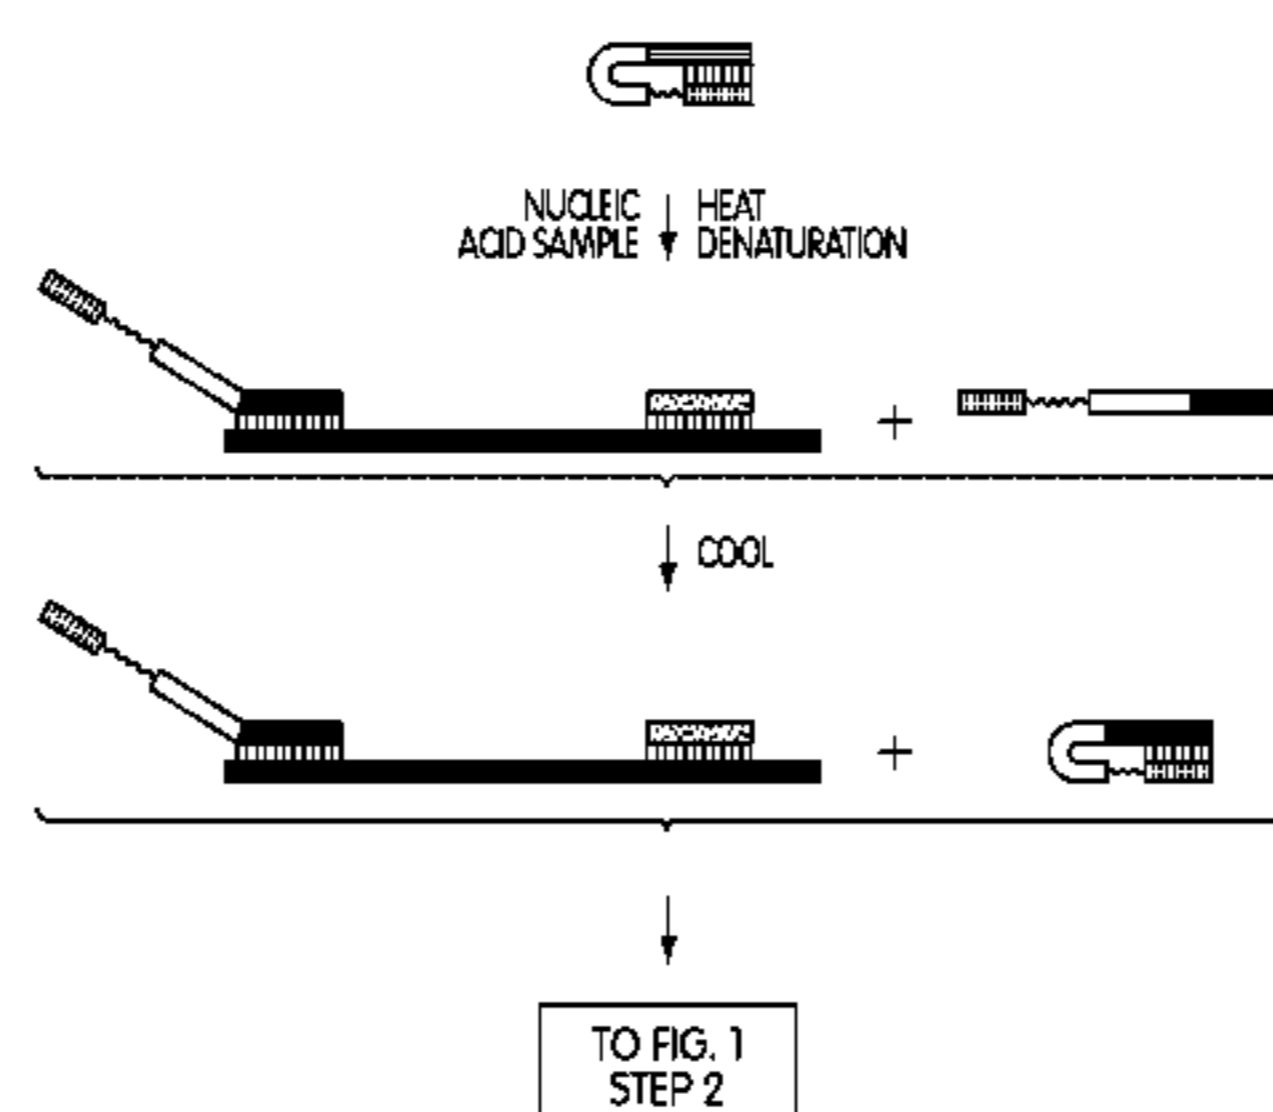 NUCLEIC
ACID SAMPLE
HEAT
DENATURATION
+
COOL
+
TO FIG. 1
STEP 2